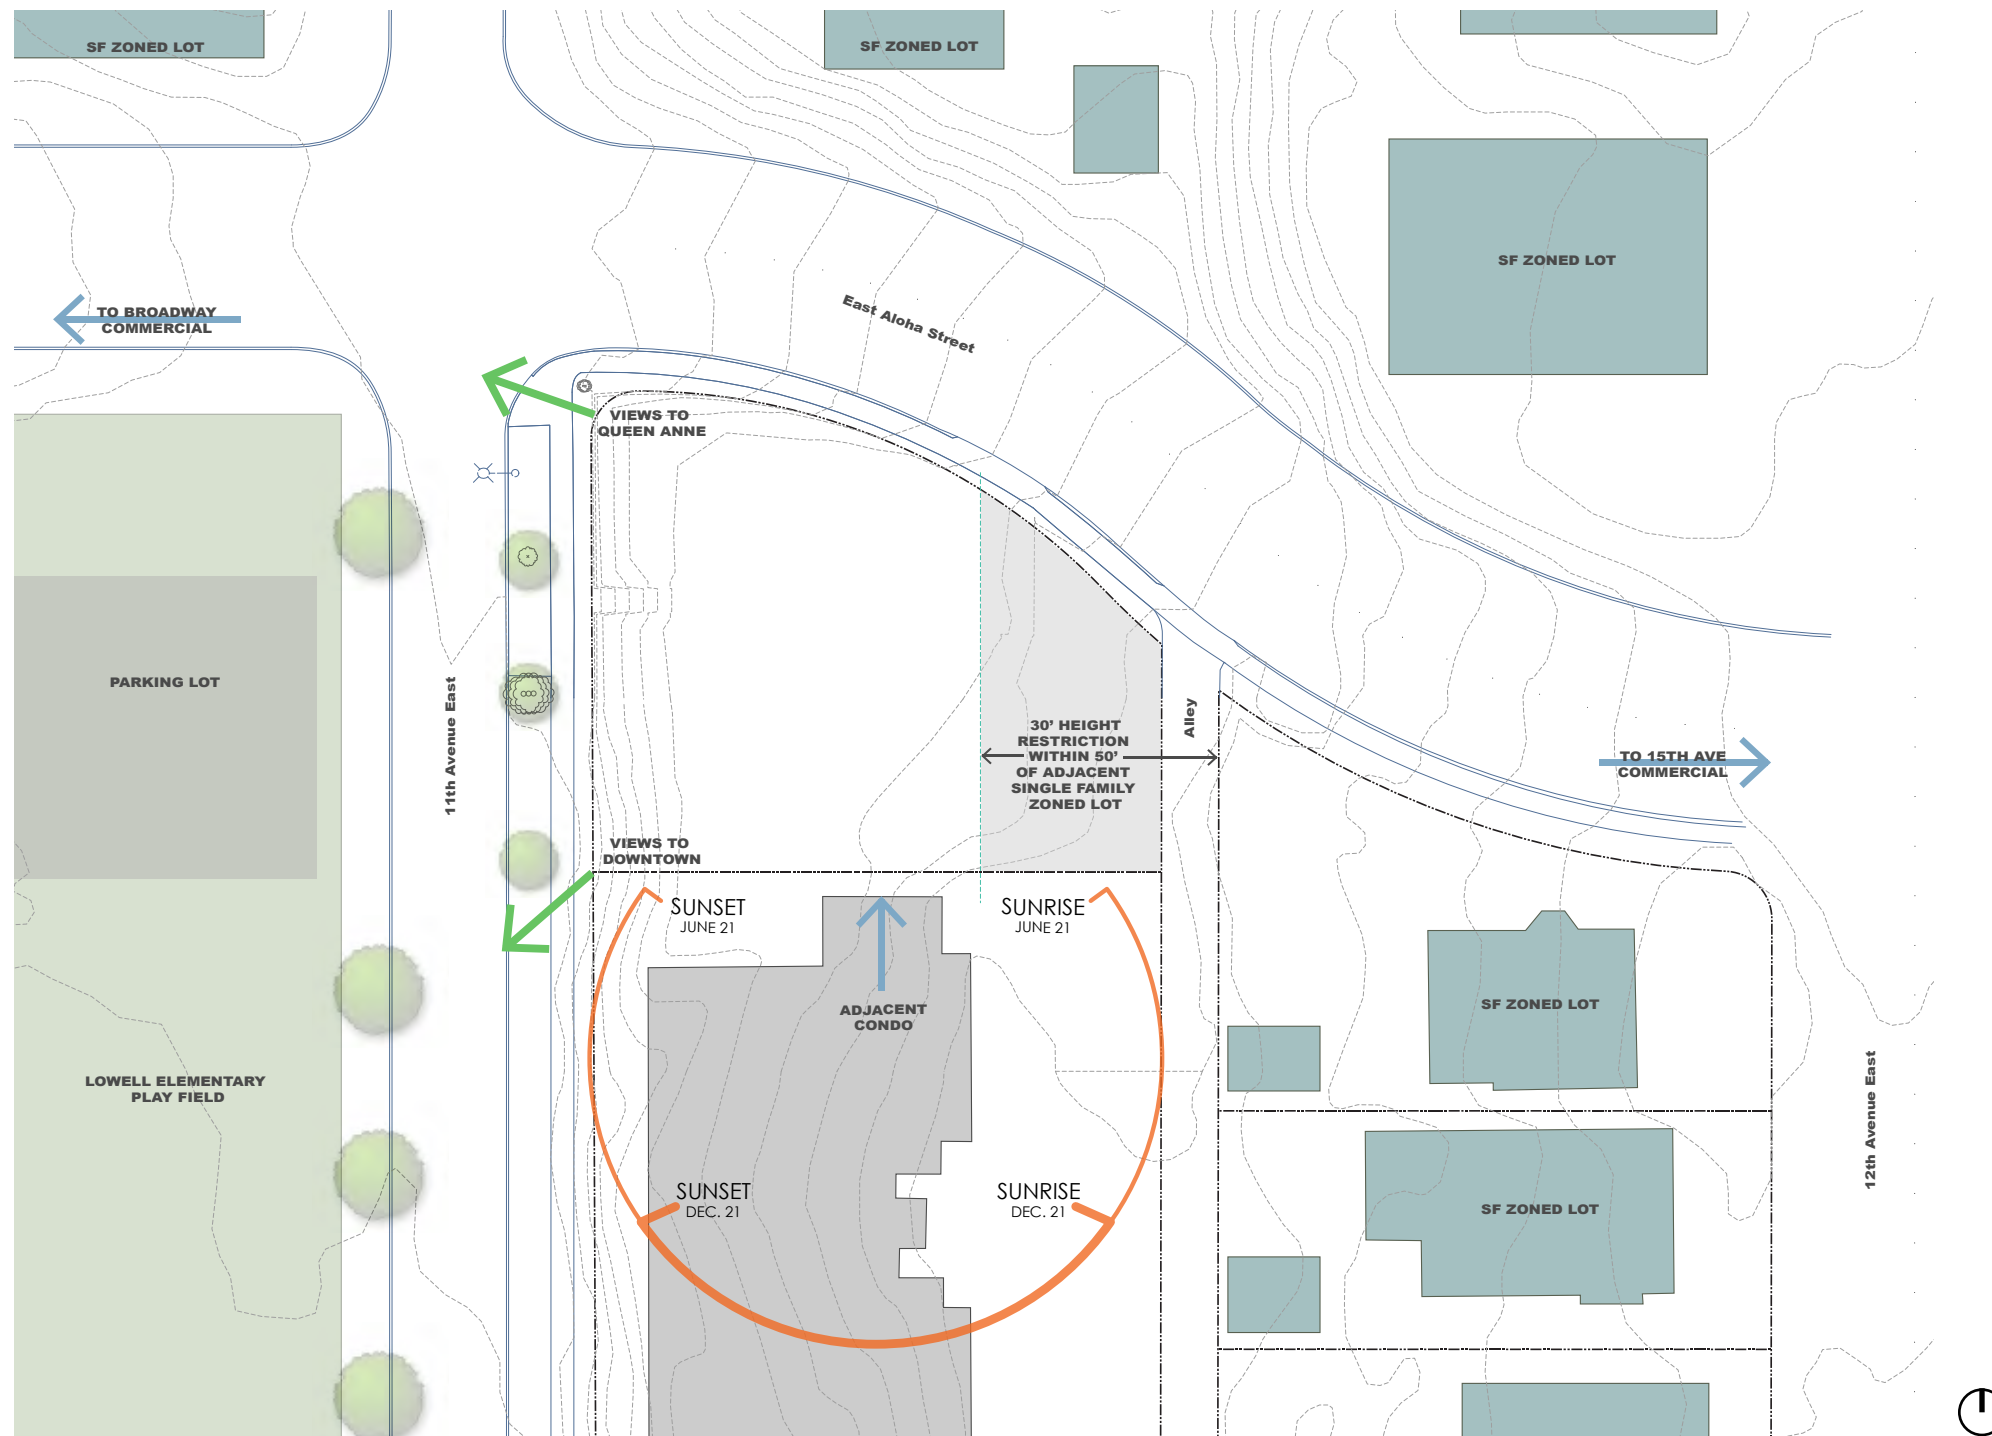 SF ZONED LOT
SF ZONED LOT
SF ZONED LOT
TO BROADWAY
COMMERCIAL
East Aloha Street
VIEWS TO
QUEEN ANNE
PARKING LOT
11th Avenue East
Alley
30' HEIGHT
RESTRICTION
WITHIN 50'
OF ADJACENT
SINGLE FAMILY
ZONED LOT
TO 15TH AVE
COMMERCIAL
VIEWS TO
DOWNTOWN
SUNSET
JUNE 21
SUNRISE
JUNE 21
ADJACENT
CONDO
SF ZONED LOT
LOWELL ELEMENTARY
PLAY FIELD
12th Avenue East
SUNSET
DEC. 21
SUNRISE
DEC. 21
SF ZONED LOT